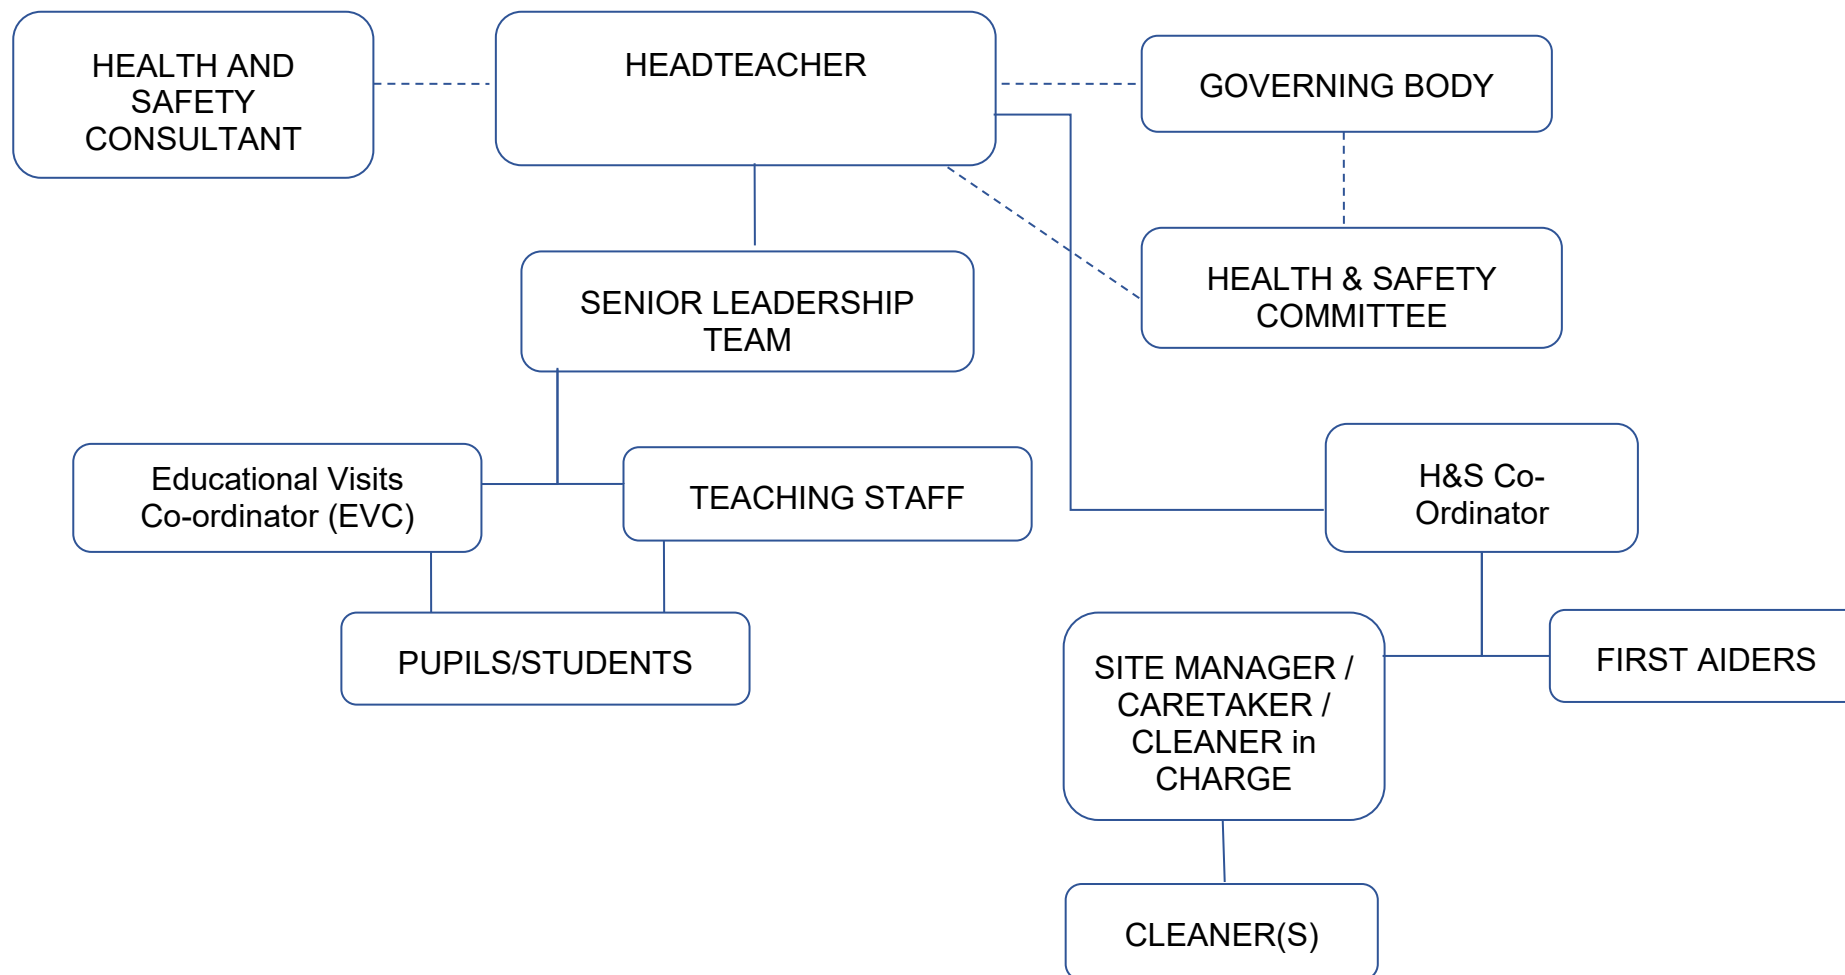 HEALTH AND
SAFETY
CONSULTANT
HEADTEACHER
GOVERNING BODY
SENIOR LEADERSHIP
TEAM
HEALTH & SAFETY
COMMITTEE
Educational Visits
Co-ordinator (EVC)
TEACHING STAFF
H&S Co-
Ordinator
PUPILS/STUDENTS
SITE MANAGER /
CARETAKER /
CLEANER in
CHARGE
FIRST AIDERS
CLEANER(S)